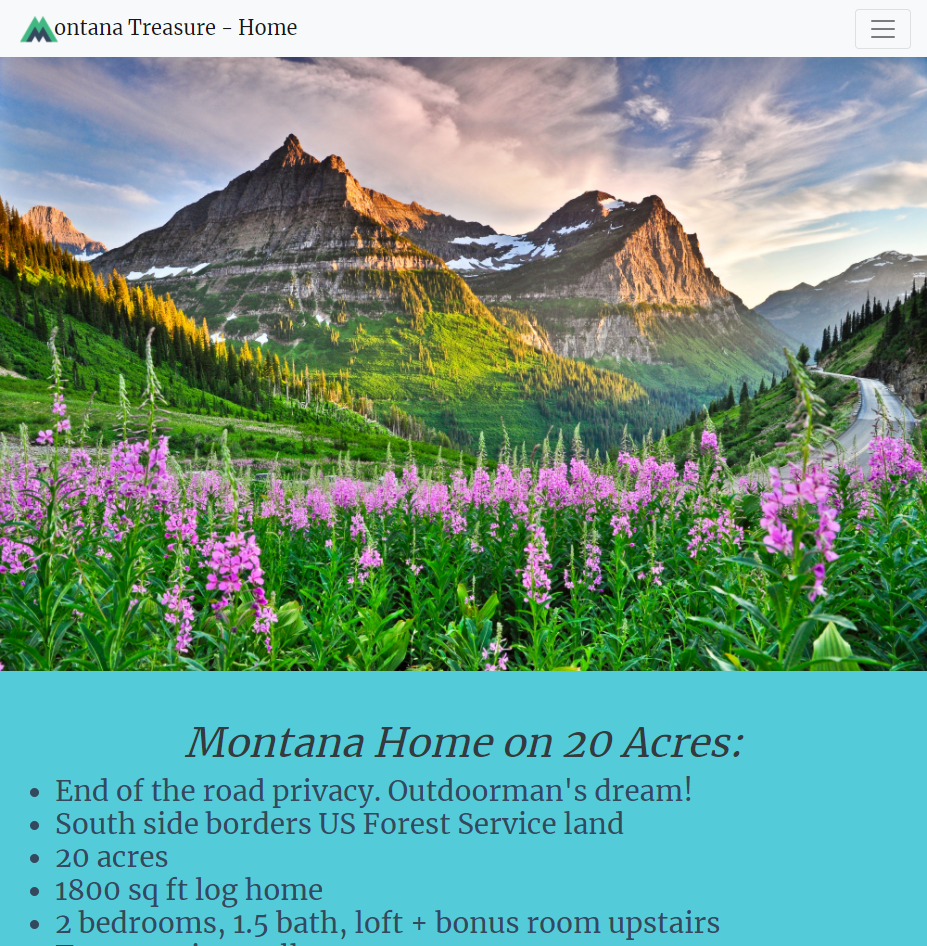 Montana Treasure - Home
Montana Home on 20 Acres:
End of the road privacy. Outdoorman's dream!
South side borders US Forest Service land
20 acres
1800 sq ft log home
2 bedrooms, 1.5 bath, loft + bonus room upstairs